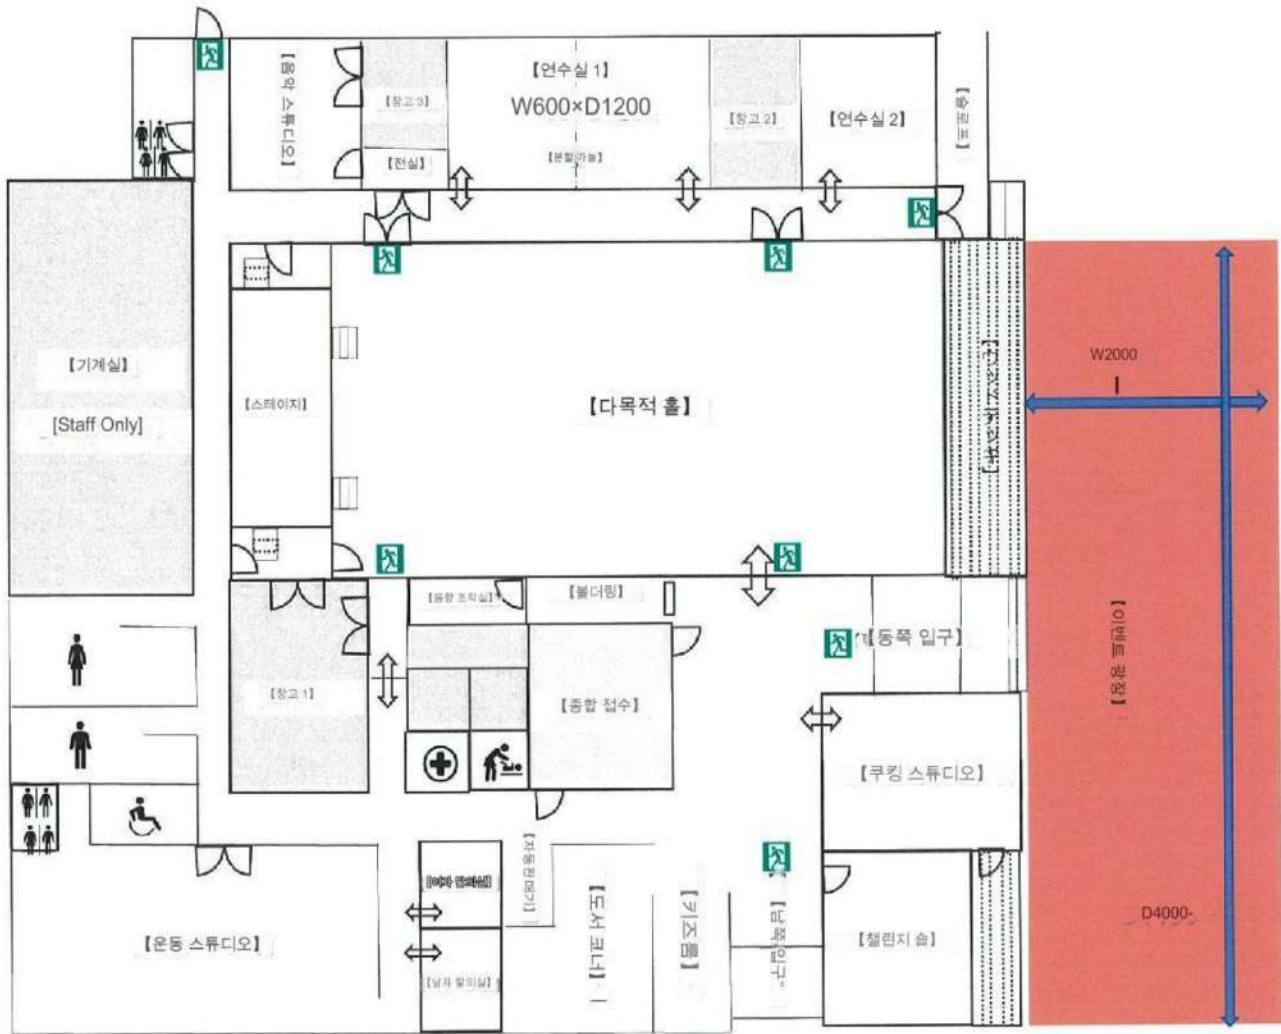 【음악 스튜디오】
【창고 3】
【전실】
【연수실 1】
W600×D1200
【분할 가능】
【창고 2】
【연수실 2】
【슬로프】
【기계실】
[Staff Only]
【스테이지】
【다목적 홀】
W2000
【이벤트 광장】
D4000-
【음향 조작실】
【볼더링】
【동쪽 입구】
【창고 1】
【종합 접수】
【쿠킹 스튜디오】
【여자 탈의실】
【자동판매기】
【운동 스튜디오】
【남자 탈의실】
【도서 코너】
【키즈룸】
【남쪽 입구】
【챌린지 숍】